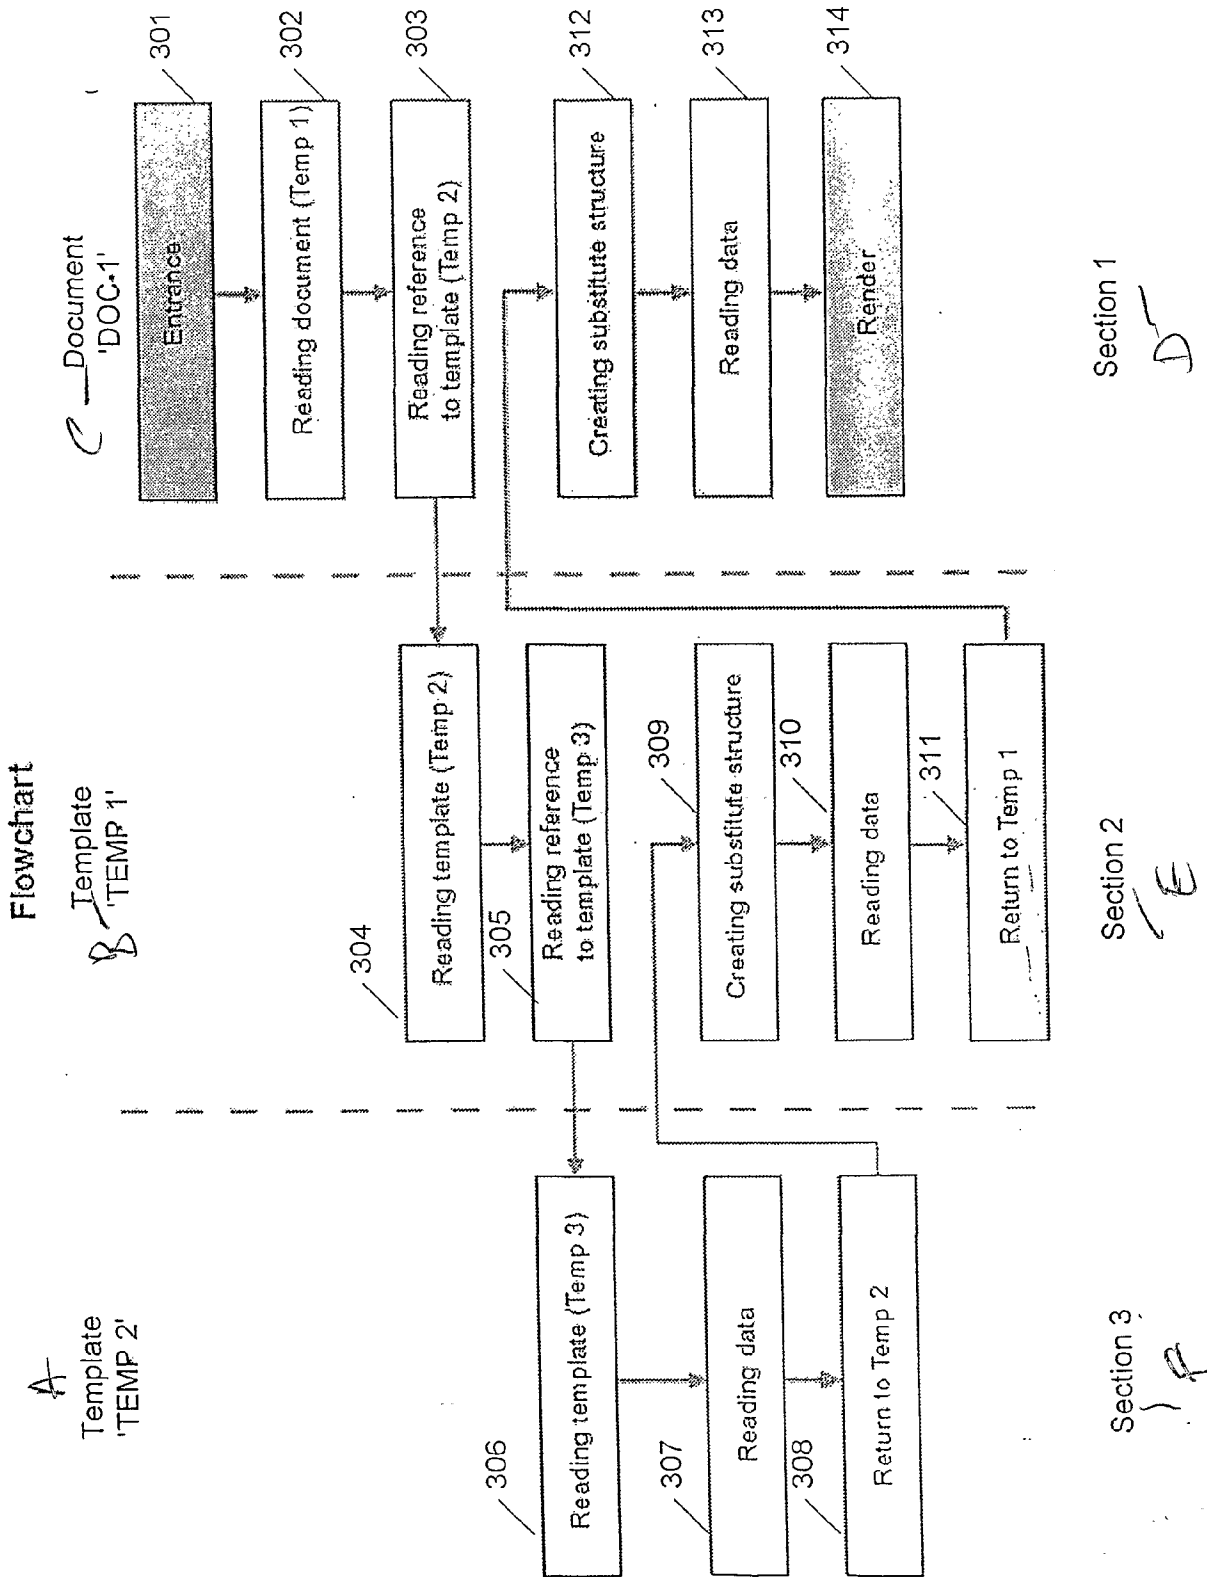 Flowchart
A
Template
'TEMP 2'
B
Template
'TEMP 1'
C
Document
'DOC-1'
301
Entrance
302
Reading document (Temp 1)
303
Reading reference
to template (Temp 2)
304
Reading template (Temp 2)
305
Reading reference
to template (Temp 3)
306
Reading template (Temp 3)
307
Reading data
308
Return to Temp 2
309
Creating substitute structure
310
Reading data
311
Return to Temp 1
312
Creating substitute structure
313
Reading data
314
Render
Section 3
Section 2
E
Section 1
D